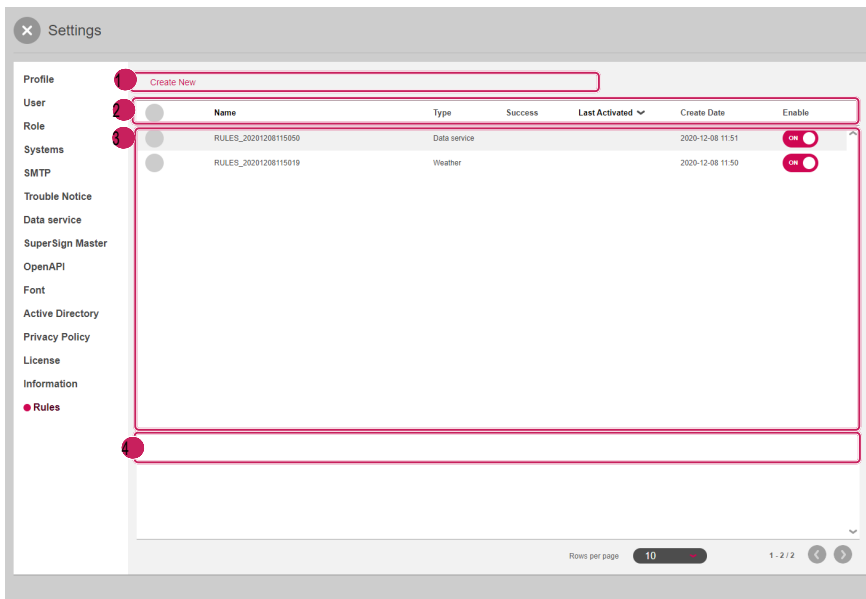 Settings
Profile
User
Role
Systems
SMTP
Trouble Notice
Data service
SuperSign Master
OpenAPI
Font
Active Directory
Privacy Policy
License
Information
Rules
1 Create New
2 Name Type Success Last Activated Create Date Enable
3 RULES_20201208115050 Data service 2020-12-08 11:51 ON
RULES_20201208115019 Weather 2020-12-08 11:50 ON
4
Rows per page 10 1 - 2 / 2